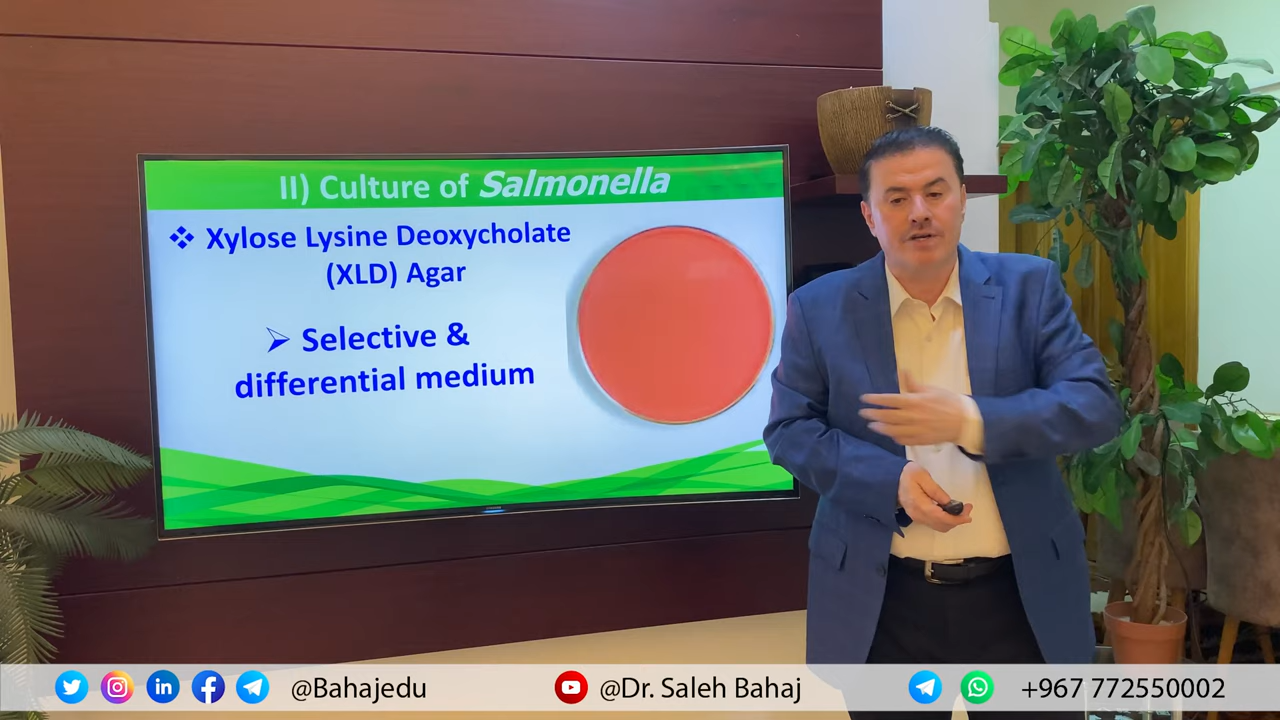 II) Culture of Salmonella
❖ Xylose Lysine Deoxycholate
(XLD) Agar
➢ Selective &
differential medium
@Bahajedu
@Dr. Saleh Bahaj
+967 772550002